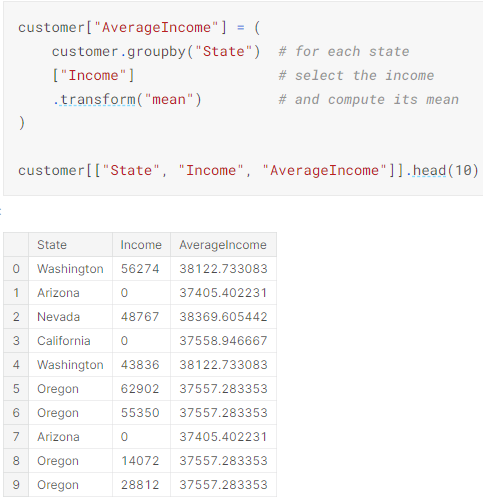 customer["AverageIncome"] = (
    customer.groupby("State")  # for each state
    ["Income"]                 # select the income
    .transform("mean")         # and compute its mean
)
customer[["State", "Income", "AverageIncome"]].head(10)
:
State Income AverageIncome
0 Washington 56274 38122.733083
1 Arizona 0 37405.402231
2 Nevada 48767 38369.605442
3 California 0 37558.946667
4 Washington 43836 38122.733083
5 Oregon 62902 37557.283353
6 Oregon 55350 37557.283353
7 Arizona 0 37405.402231
8 Oregon 14072 37557.283353
9 Oregon 28812 37557.283353